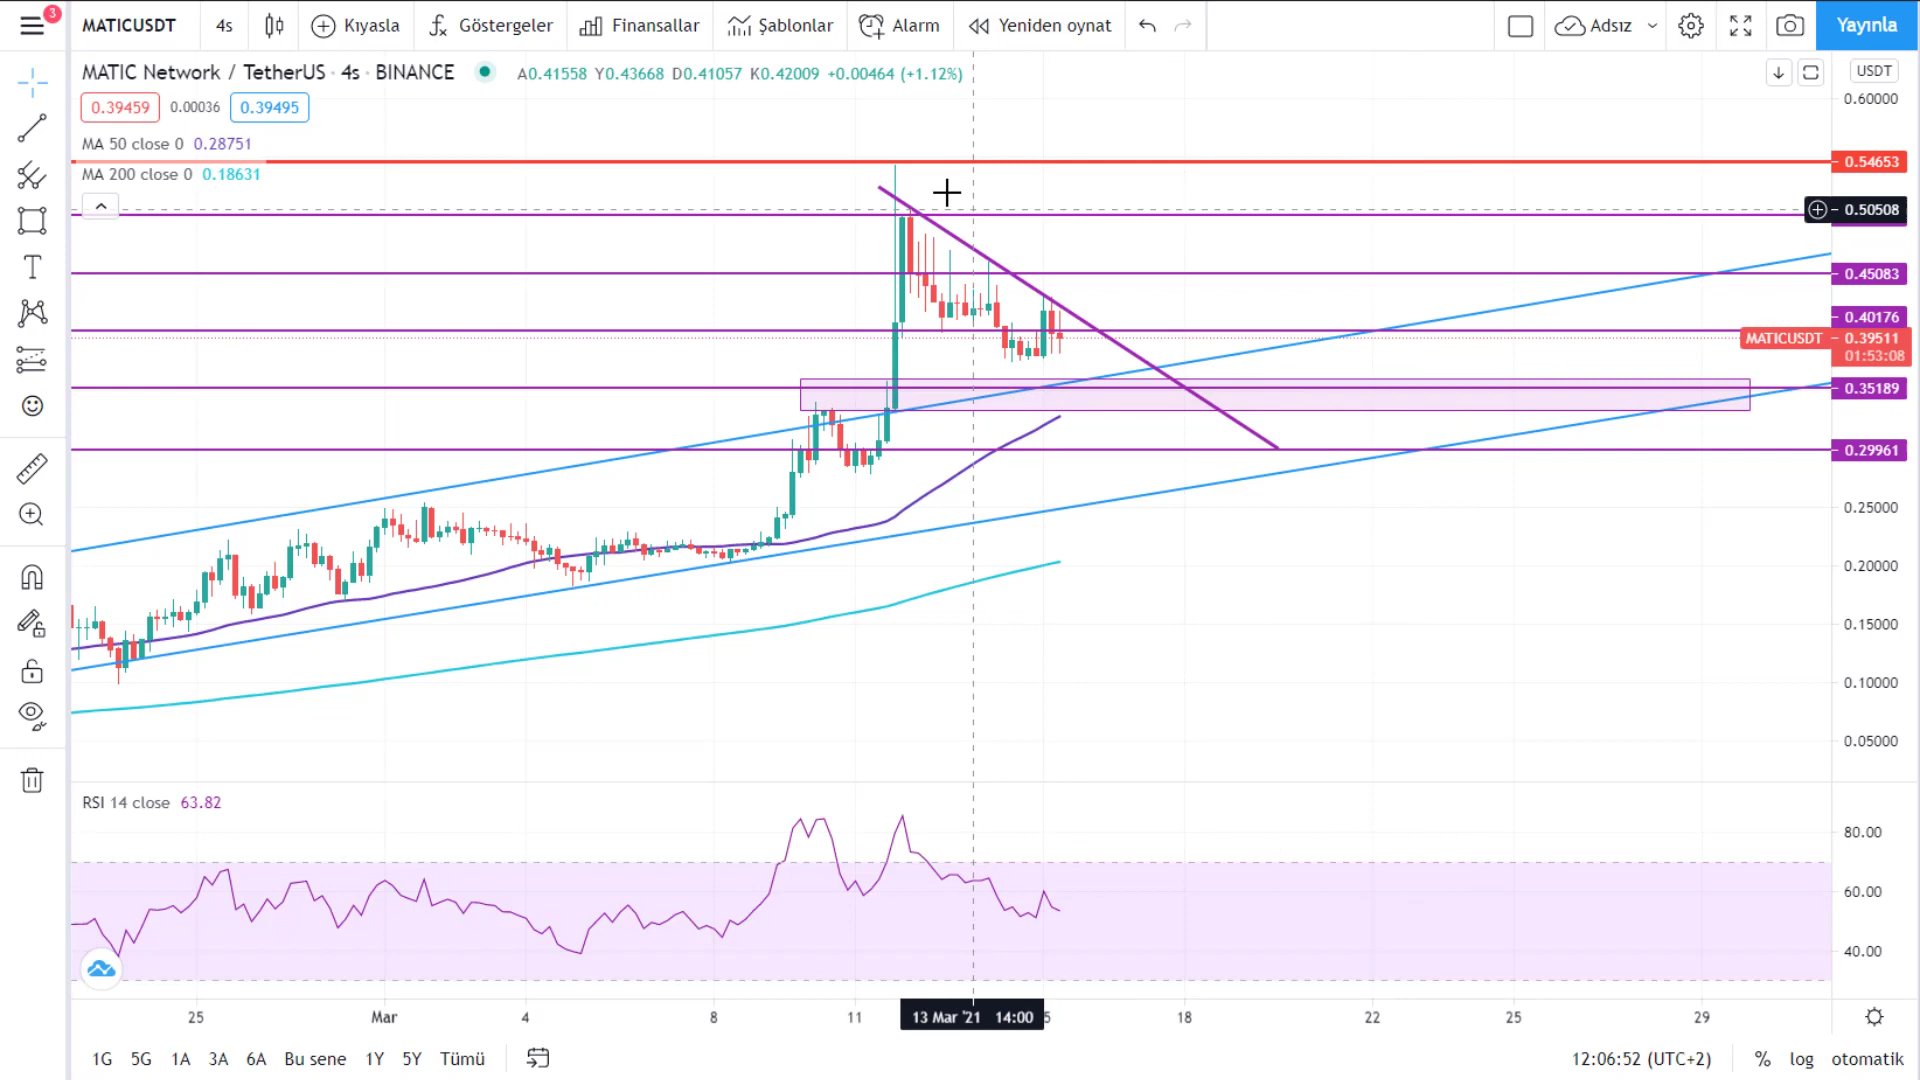 3
MATICUSDT 4s Kıyasla Göstergeler Finansallar Şablonlar Alarm Yeniden oynat Adsız Yayınla
MATIC Network / TetherUS · 4s · BINANCE A0.41558 Y0.43668 D0.41057 K0.42009 +0.00464 (+1.12%)
USDT
0.39459 0.00036 0.39495
MA 50 close 0 0.28751
MA 200 close 0 0.18631
0.60000
0.54653
0.50508
0.45083
0.40176
MATICUSDT 0.39511
01:53:08
0.35189
0.29961
0.25000
0.20000
0.15000
0.10000
0.05000
RSI 14 close 63.82
80.00
60.00
40.00
25 Mar 4 8 11 13 Mar '21 14:00 5 18 22 25 29
1G 5G 1A 3A 6A Bu sene 1Y 5Y Tümü 12:06:52 (UTC+2) % log otomatik